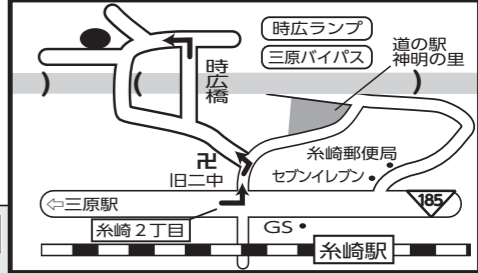 時広ランプ
三原バイパス
道の駅
神明の里
時広橋
卍
旧二中
糸崎郵便局
セブンイレブン
⇦三原駅
185
糸崎2丁目
GS
糸崎駅